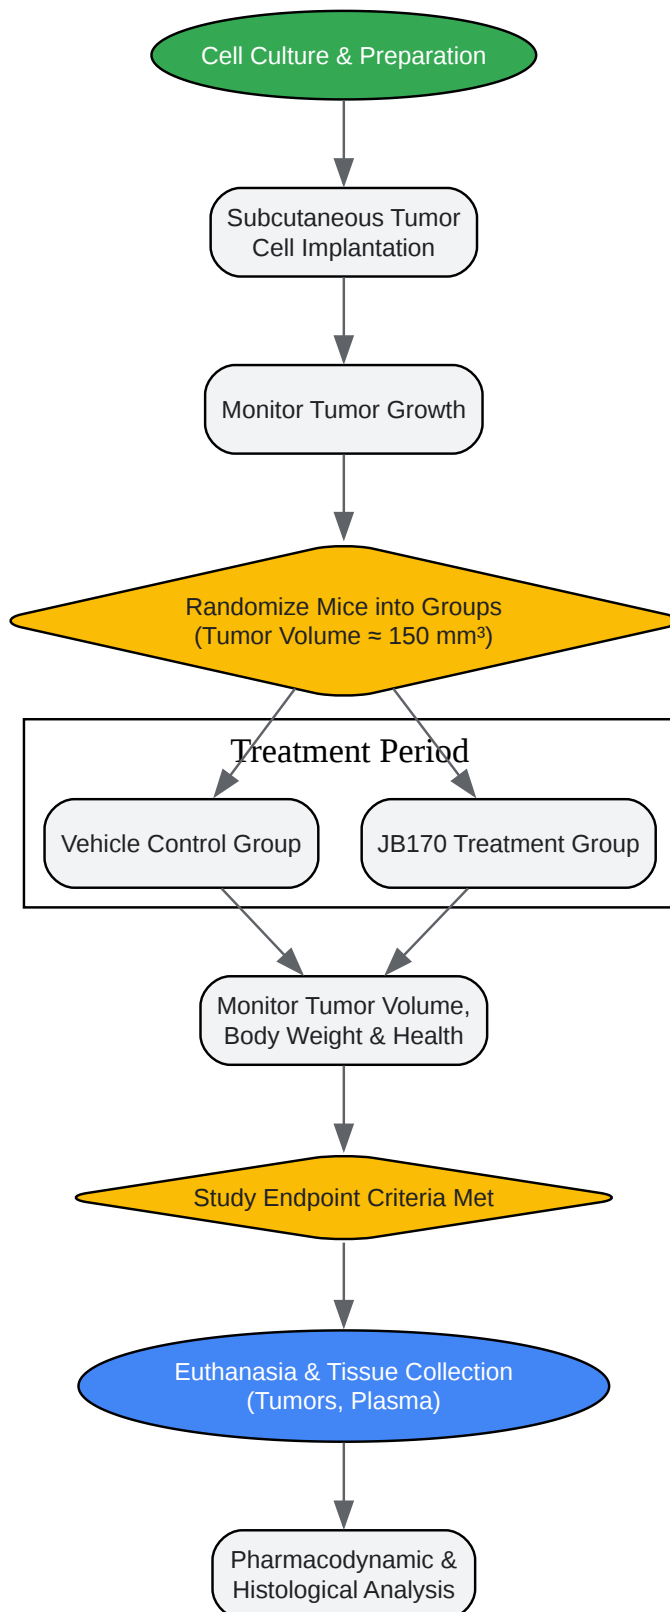 Cell Culture & Preparation
Subcutaneous Tumor
Cell Implantation
Monitor Tumor Growth
Randomize Mice into Groups
(Tumor Volume ≈ 150 mm³)
Treatment Period
Vehicle Control Group
JB170 Treatment Group
Monitor Tumor Volume,
Body Weight & Health
Study Endpoint Criteria Met
Euthanasia & Tissue Collection
(Tumors, Plasma)
Pharmacodynamic &
Histological Analysis